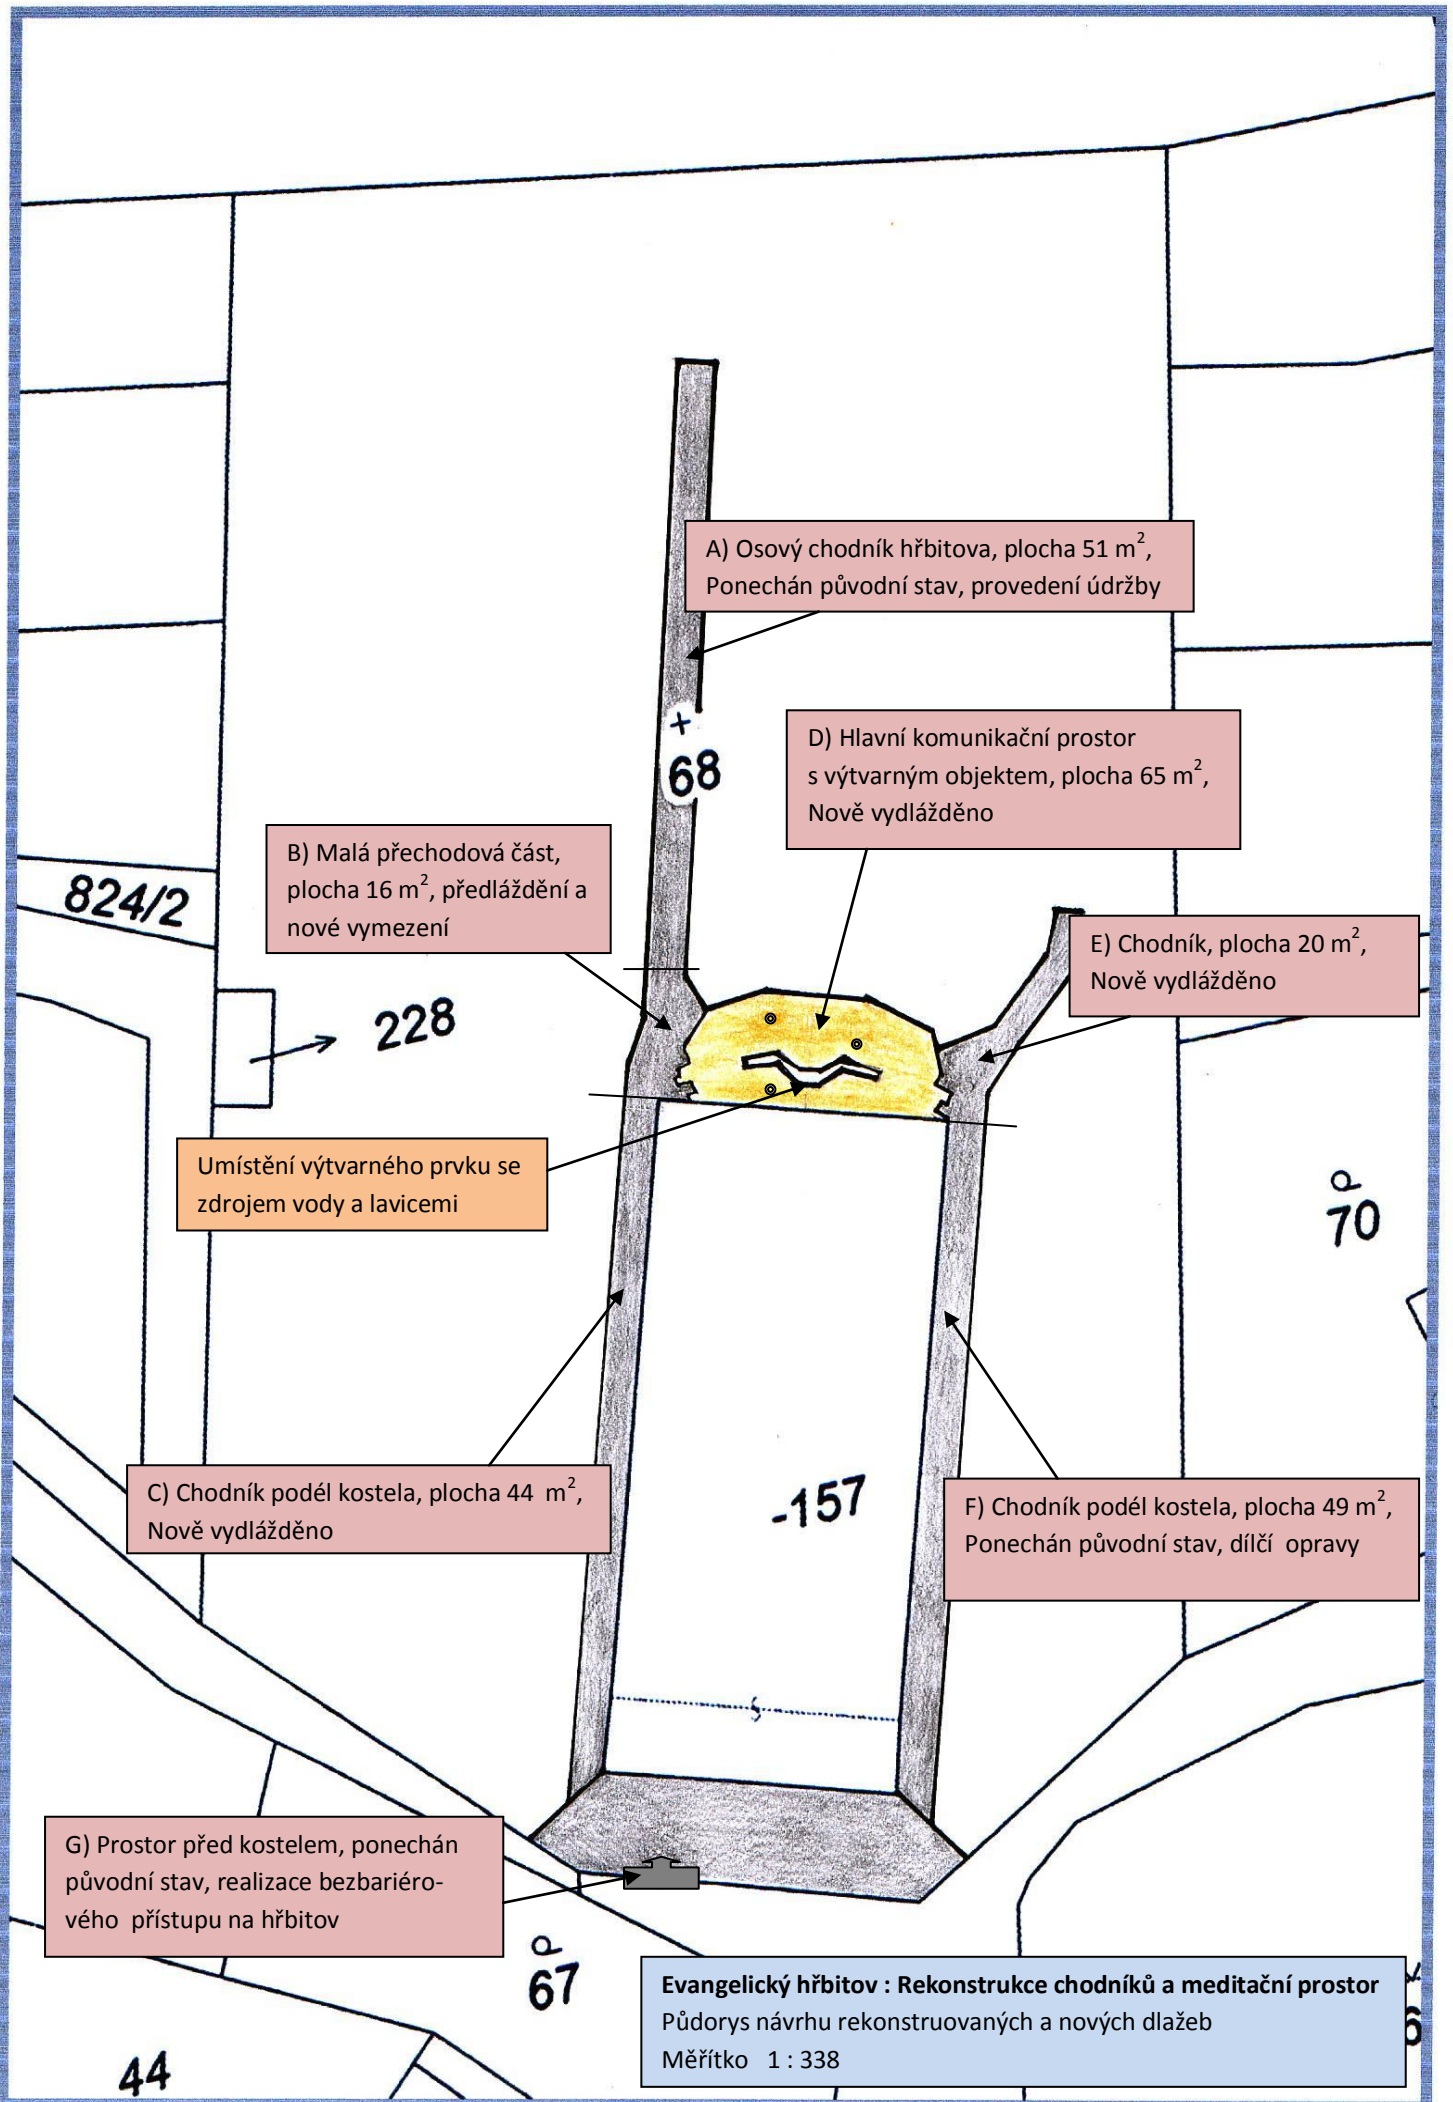 A) Osový chodník hřbitova, plocha 51 m²,
Ponechán původní stav, provedení údržby
+
68
D) Hlavní komunikační prostor
s výtvarným objektem, plocha 65 m²,
Nově vydlážděno
B) Malá přechodová část,
plocha 16 m², předláždění a
nové vymezení
824/2
E) Chodník, plocha 20 m²,
Nově vydlážděno
228
Umístění výtvarného prvku se
zdrojem vody a lavicemi
70
C) Chodník podél kostela, plocha 44 m²,
Nově vydlážděno
-157
F) Chodník podél kostela, plocha 49 m²,
Ponechán původní stav, dílčí opravy
G) Prostor před kostelem, ponechán
původní stav, realizace bezbariéro-
vého přístupu na hřbitov
67
Evangelický hřbitov : Rekonstrukce chodníků a meditační prostor
Půdorys návrhu rekonstruovaných a nových dlažeb
Měřítko 1 : 338
44